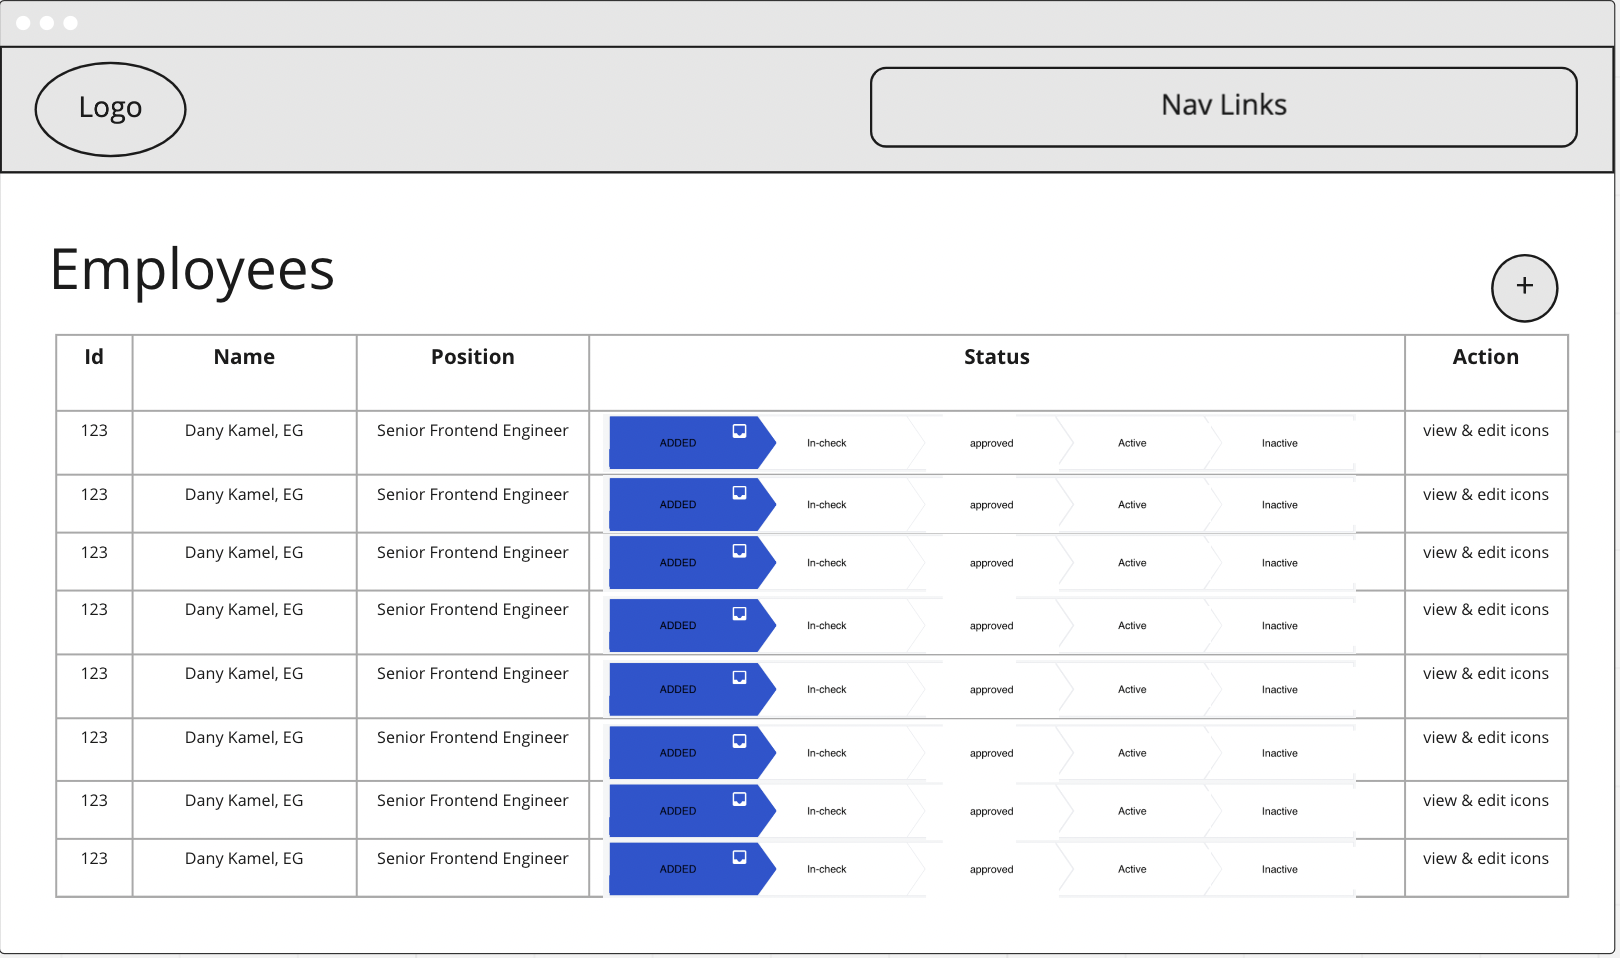 Logo
Nav Links
Employees
+
Id Name Position Status Action
123 Dany Kamel, EG Senior Frontend Engineer ADDED In-check approved Active Inactive view & edit icons
123 Dany Kamel, EG Senior Frontend Engineer ADDED In-check approved Active Inactive view & edit icons
123 Dany Kamel, EG Senior Frontend Engineer ADDED In-check approved Active Inactive view & edit icons
123 Dany Kamel, EG Senior Frontend Engineer ADDED In-check approved Active Inactive view & edit icons
123 Dany Kamel, EG Senior Frontend Engineer ADDED In-check approved Active Inactive view & edit icons
123 Dany Kamel, EG Senior Frontend Engineer ADDED In-check approved Active Inactive view & edit icons
123 Dany Kamel, EG Senior Frontend Engineer ADDED In-check approved Active Inactive view & edit icons
123 Dany Kamel, EG Senior Frontend Engineer ADDED In-check approved Active Inactive view & edit icons